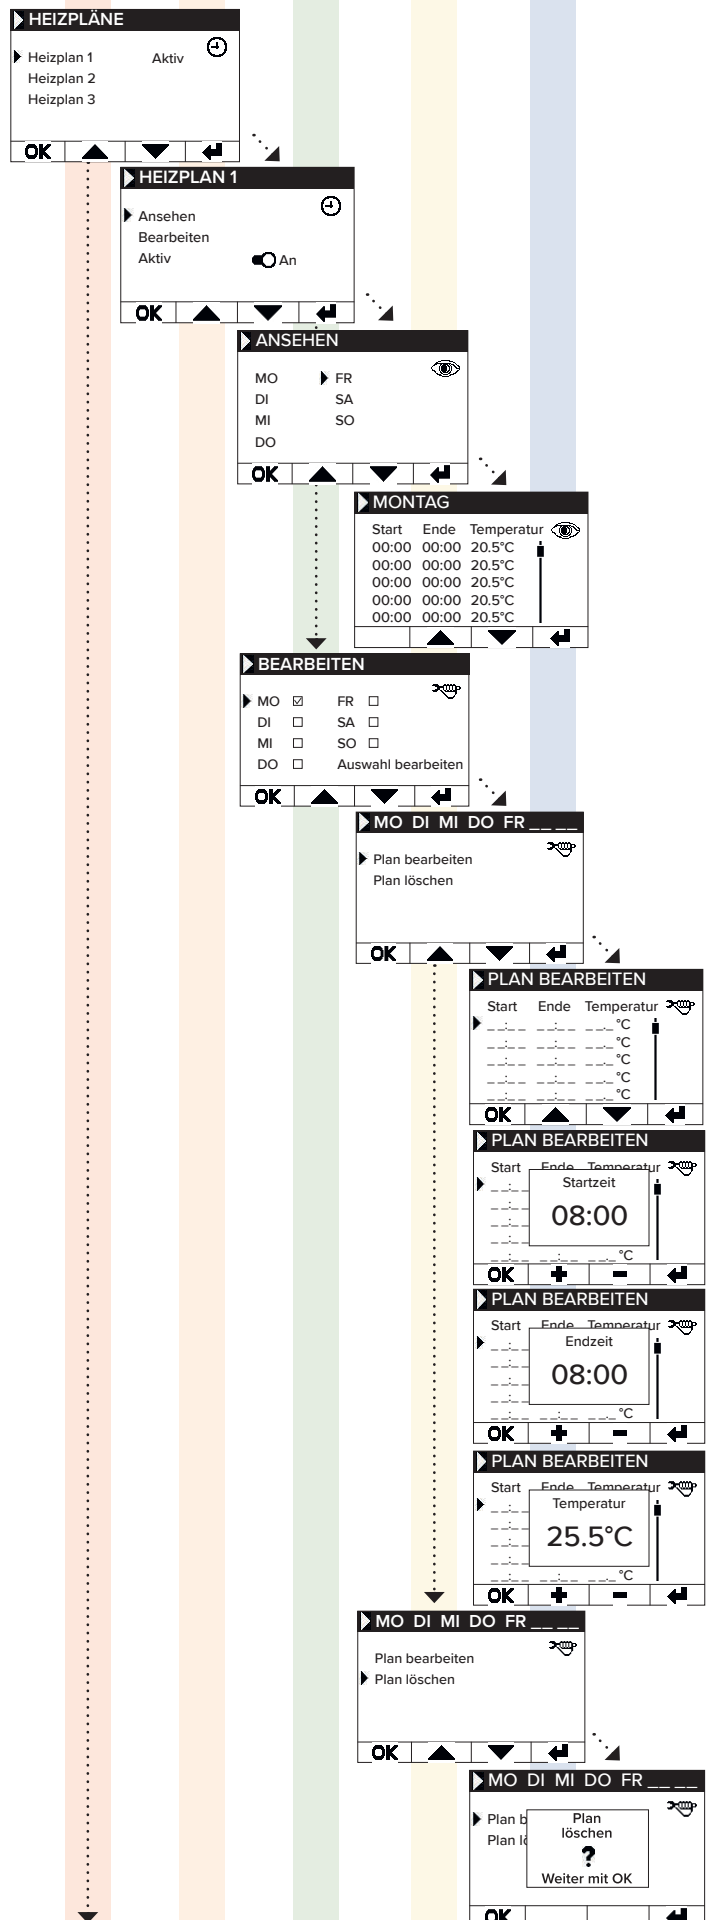 HEIZPLÄNE
Heizplan 1 Aktiv
Heizplan 2
Heizplan 3
OK
HEIZPLAN 1
Ansehen
Bearbeiten
Aktiv An
OK
ANSEHEN
MO FR
DI SA
MI SO
DO
OK
MONTAG
Start Ende Temperatur
00:00 00:00 20.5°C
00:00 00:00 20.5°C
00:00 00:00 20.5°C
00:00 00:00 20.5°C
00:00 00:00 20.5°C
BEARBEITEN
MO ☑ FR ☐
DI ☐ SA ☐
MI ☐ SO ☐
DO ☐ Auswahl bearbeiten
OK
MO DI MI DO FR __ __
Plan bearbeiten
Plan löschen
OK
PLAN BEARBEITEN
Start Ende Temperatur
_ _:_ _ _ _:_ _ _ _._ °C
_ _:_ _ _ _:_ _ _ _._ °C
_ _:_ _ _ _:_ _ _ _._ °C
_ _:_ _ _ _:_ _ _ _._ °C
_ _:_ _ _ _:_ _ _ _._ °C
OK
PLAN BEARBEITEN
Start Ende Temperatur
Startzeit
08:00
_ _:_ _ _ _:_ _ _ _._ °C
OK + -
PLAN BEARBEITEN
Start Ende Temperatur
Endzeit
08:00
_ _:_ _ _ _:_ _ _ _._ °C
OK + -
PLAN BEARBEITEN
Start Ende Temperatur
Temperatur
25.5°C
_ _:_ _ _ _:_ _ _ _._ °C
OK + -
MO DI MI DO FR __ __
Plan bearbeiten
Plan löschen
OK
MO DI MI DO FR __ __
Plan b
Plan lö
Plan
löschen
?
Weiter mit OK
OK